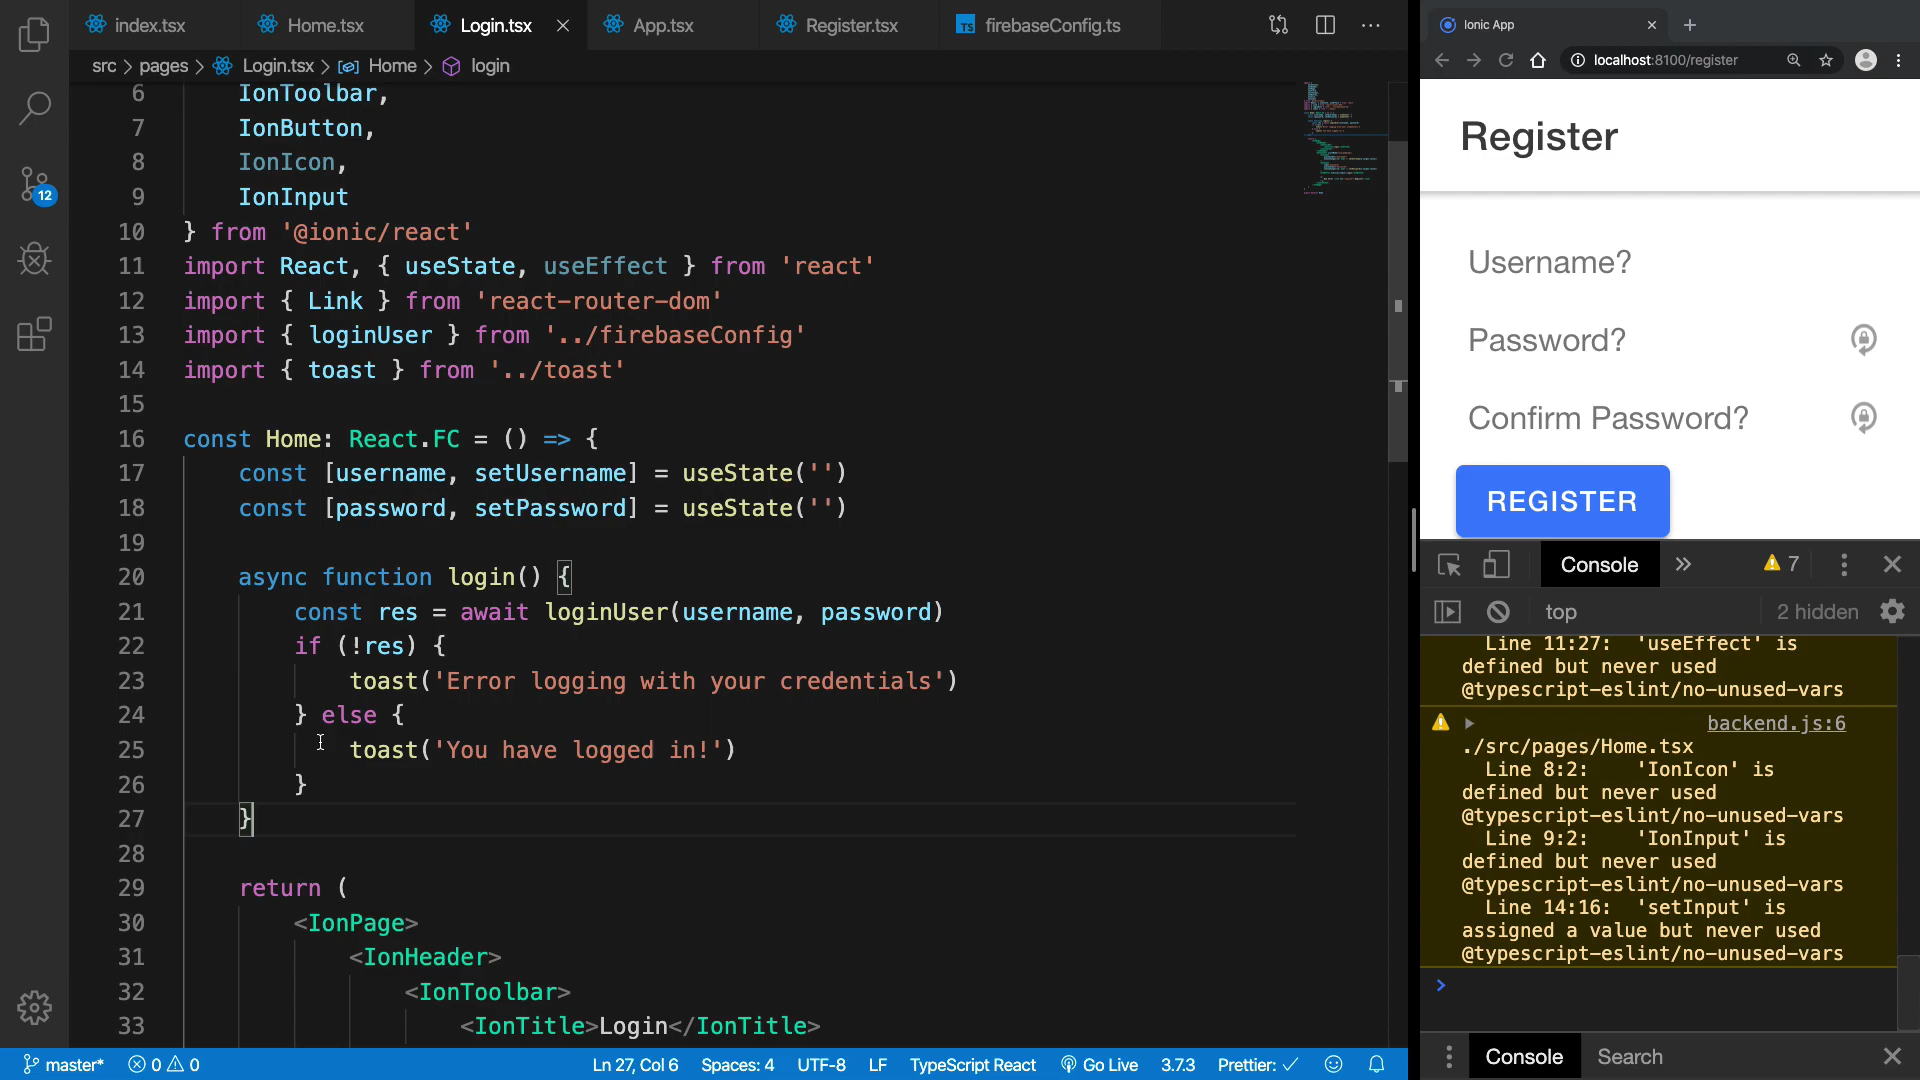 index.tsx
Home.tsx
Login.tsx
App.tsx
Register.tsx
TS firebaseConfig.ts
src > pages > Login.tsx > Home > login
6 IonToolbar,
7 IonButton,
8 IonIcon,
9 IonInput
10 } from '@ionic/react'
11 import React, { useState, useEffect } from 'react'
12 import { Link } from 'react-router-dom'
13 import { loginUser } from '../firebaseConfig'
14 import { toast } from '../toast'
15
16 const Home: React.FC = () => {
17 const [username, setUsername] = useState('')
18 const [password, setPassword] = useState('')
19
20 async function login() {
21 const res = await loginUser(username, password)
22 if (!res) {
23 toast('Error logging with your credentials')
24 } else {
25 toast('You have logged in!')
26 }
27 }
28
29 return (
30 <IonPage>
31 <IonHeader>
32 <IonToolbar>
33 <IonTitle>Login</IonTitle>
12
master* 0 0
Ln 27, Col 6 Spaces: 4 UTF-8 LF TypeScript React Go Live 3.7.3 Prettier: ✓
Ionic App
localhost:8100/register
Register
Username?
Password?
Confirm Password?
REGISTER
Console » 7
top 2 hidden
Line 11:27: 'useEffect' is
defined but never used
@typescript-eslint/no-unused-vars
backend.js:6
./src/pages/Home.tsx
Line 8:2: 'IonIcon' is
defined but never used
@typescript-eslint/no-unused-vars
Line 9:2: 'IonInput' is
defined but never used
@typescript-eslint/no-unused-vars
Line 14:16: 'setInput' is
assigned a value but never used
@typescript-eslint/no-unused-vars
Console Search